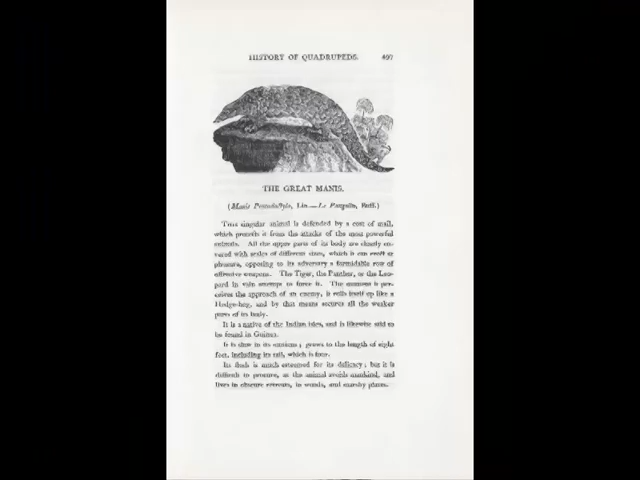 HISTORY OF QUADRUPEDS. 497
THE GREAT MANIS.
(Manis Pentadactyla, Lin.—Le Pangolin, Buff.)
This singular animal is defended by a coat of mail,
which protects it from the attacks of the most powerful
animals. All the upper parts of its body are closely co-
vered with scales of different sizes, which it can erect at
pleasure, opposing to its adversary a formidable row of
offensive weapons. The Tiger, the Panther, or the Leo-
pard in vain attempt to force it. The moment it per-
ceives the approach of an enemy, it rolls itself up like a
Hedge-hog, and by that means secures all the weaker
parts of its body.
It is a native of the Indian isles, and is likewise said to
be found in Guinea.
It is slow in its motions; grows to the length of eight
feet, including its tail, which is four.
Its flesh is much esteemed for its delicacy; but it is
difficult to procure, as the animal avoids mankind, and
lives in obscure retreats, in woods, and marshy places.